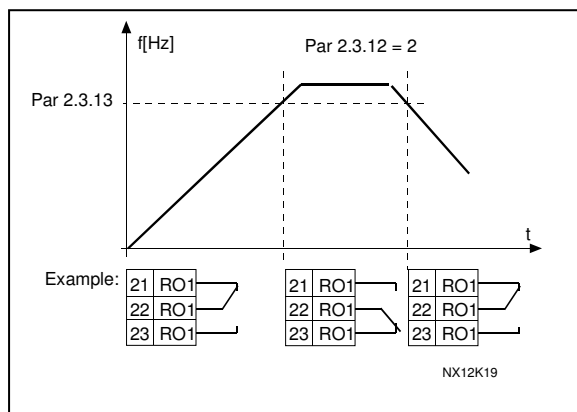 f[Hz]
Par 2.3.12 = 2
Par 2.3.13
t
Example:
21 RO1
22 RO1
23 RO1
21 RO1
22 RO1
23 RO1
21 RO1
22 RO1
23 RO1
NX12K19